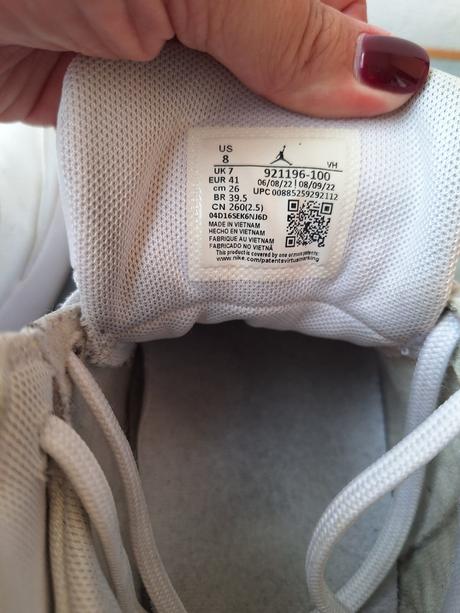 US
8
VH
UK 7
921196-100
EUR 41
06/08/22 08/09/22
cm 26
UPC 00885259292112
BR 39.5
CN 260(2.5)
04D16SEK6NJ6D
MADE IN VIETNAM
HECHO EN VIETNAM
FABRIQUE AU VIETNAM
FABRICADO NO VIETNÃ
This product is covered by one or more patents:
www.nike.com/patentsvirtualmarking